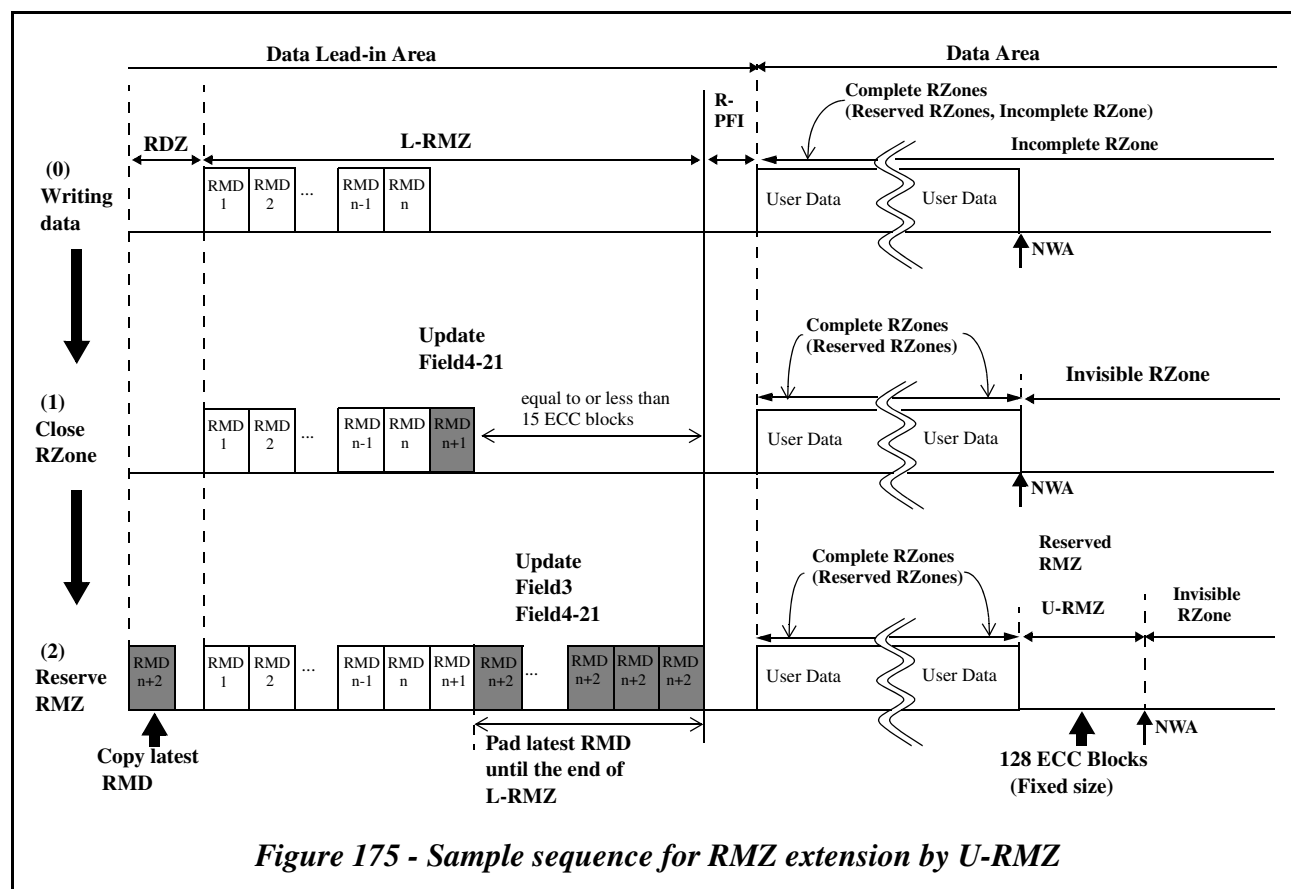 Data Lead-in Area
Data Area
Complete RZones
(Reserved RZones, Incomplete RZone)
R-
PFI
RDZ
L-RMZ
Incomplete RZone
(0)
Writing
data
RMD
1
RMD
2
...
RMD
n-1
RMD
n
User Data
User Data
NWA
Update
Field4-21
Complete RZones
(Reserved RZones)
Invisible RZone
(1)
Close
RZone
equal to or less than
15 ECC blocks
RMD
1
RMD
2
...
RMD
n-1
RMD
n
RMD
n+1
User Data
User Data
NWA
Update
Field3
Field4-21
Complete RZones
(Reserved RZones)
Reserved
RMZ
U-RMZ
Invisible
RZone
(2)
Reserve
RMZ
RMD
n+2
RMD
1
RMD
2
...
RMD
n-1
RMD
n
RMD
n+1
RMD
n+2
...
RMD
n+2
RMD
n+2
RMD
n+2
User Data
User Data
NWA
Copy latest
RMD
Pad latest RMD
until the end of
L-RMZ
128 ECC Blocks
(Fixed size)
Figure 175 - Sample sequence for RMZ extension by U-RMZ